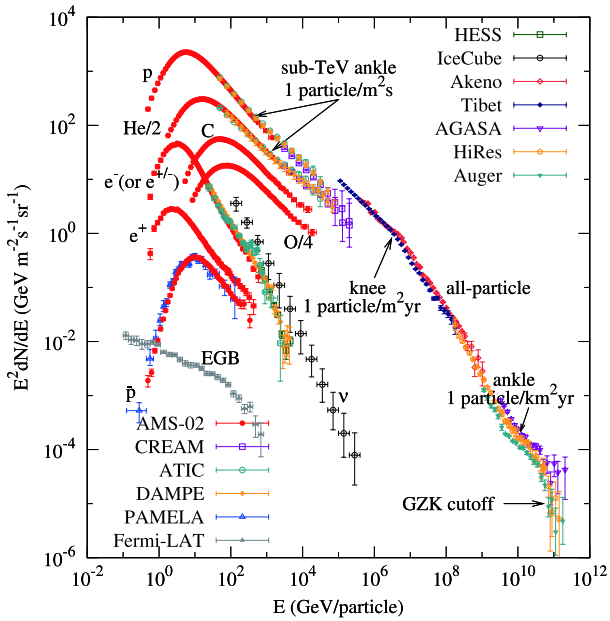 10^4
10^2
10^0
10^-2
10^-4
10^-6
E^2dN/dE (GeV m^-2s^-1sr^-1)
HESS
IceCube
Akeno
Tibet
AGASA
HiRes
Auger
sub-TeV ankle
1 particle/m^2s
p
He/2
C
e^-(or e^+/-)
e^+
O/4
knee
1 particle/m^2yr
all-particle
EGB
p̄
ν
ankle
1 particle/km^2yr
GZK cutoff
AMS-02
CREAM
ATIC
DAMPE
PAMELA
Fermi-LAT
10^-2 10^0 10^2 10^4 10^6 10^8 10^10 10^12
E (GeV/particle)